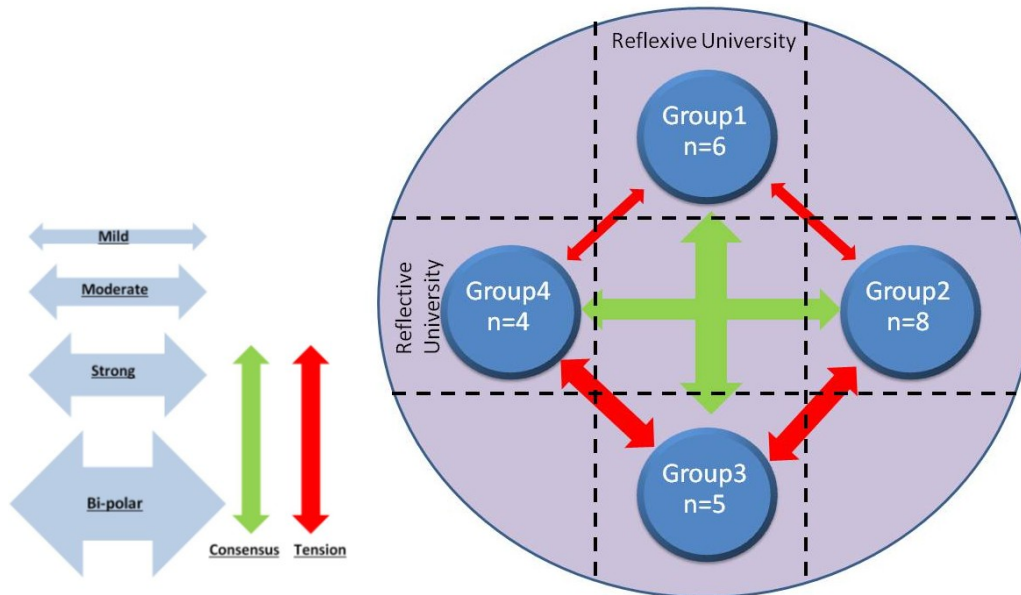 Mild
Moderate
Strong
Bi-polar
Consensus
Tension
Reflexive University
Group1
n=6
Reflective
University
Group4
n=4
Group2
n=8
Group3
n=5